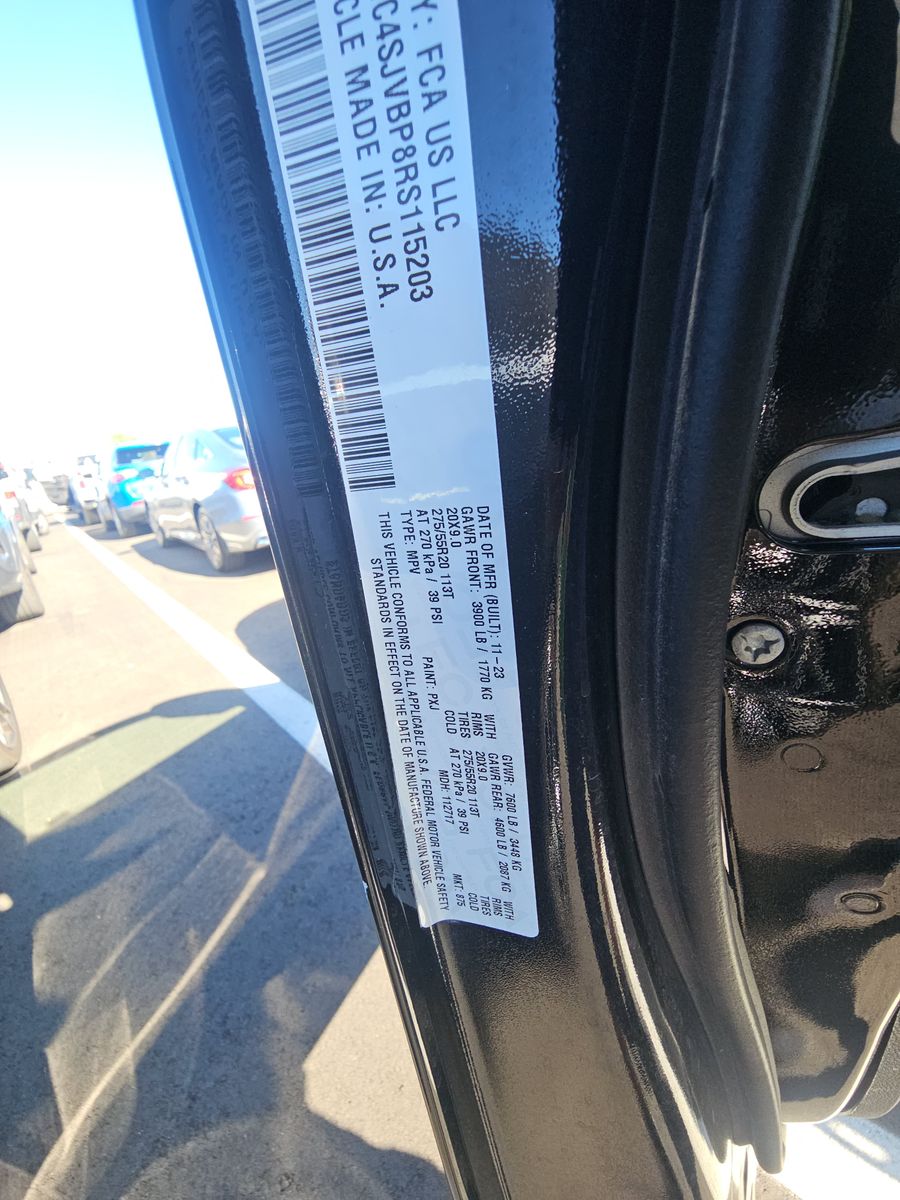 Y: FCA US LLC
C4SJVBP8RS115203
CLE MADE IN: U.S.A.
DATE OF MFR (BUILT): 11-23 GVWR: 7600 LB / 3448 KG
GAWR FRONT: 3900 LB / 1770 KG WITH GAWR REAR: 4600 LB / 2087 KG WITH
20X9.0 RIMS 20X9.0 RIMS
275/55R20 113T TIRES 275/55R20 113T TIRES
AT 270 kPa / 39 PSI COLD AT 270 kPa / 39 PSI COLD
TYPE: MPV PAINT: PXJ MDH: 112717 MKT: 875
THIS VEHICLE CONFORMS TO ALL APPLICABLE U.S.A. FEDERAL MOTOR VEHICLE SAFETY
STANDARDS IN EFFECT ON THE DATE OF MANUFACTURE SHOWN ABOVE.